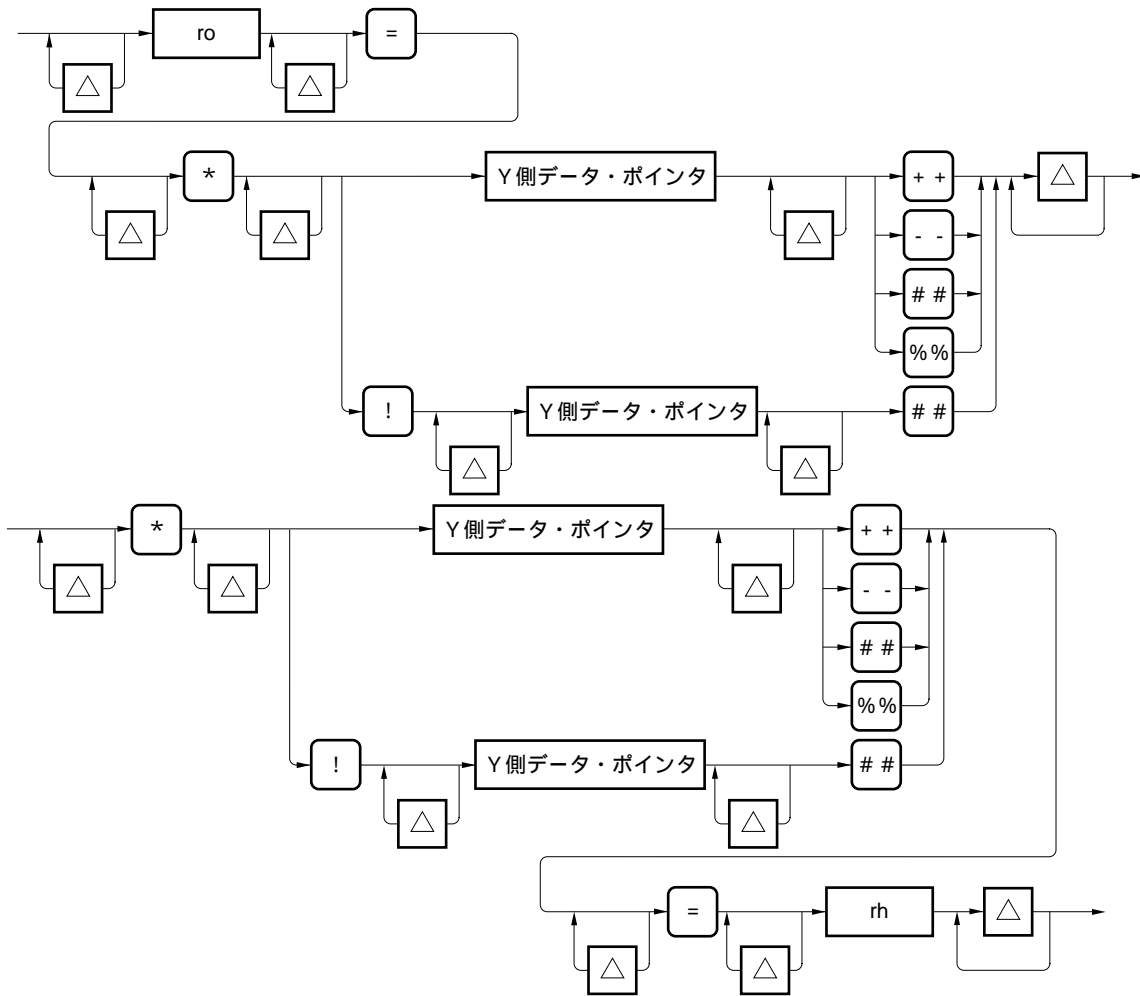 ro =
△ △
* Y側データ・ポインタ + + △
△ △ △ - -
# #
%%
! Y側データ・ポインタ # #
△ △
* Y側データ・ポインタ + +
△ △ △ - -
# #
%%
! Y側データ・ポインタ # #
△ △
= rh △
△ △